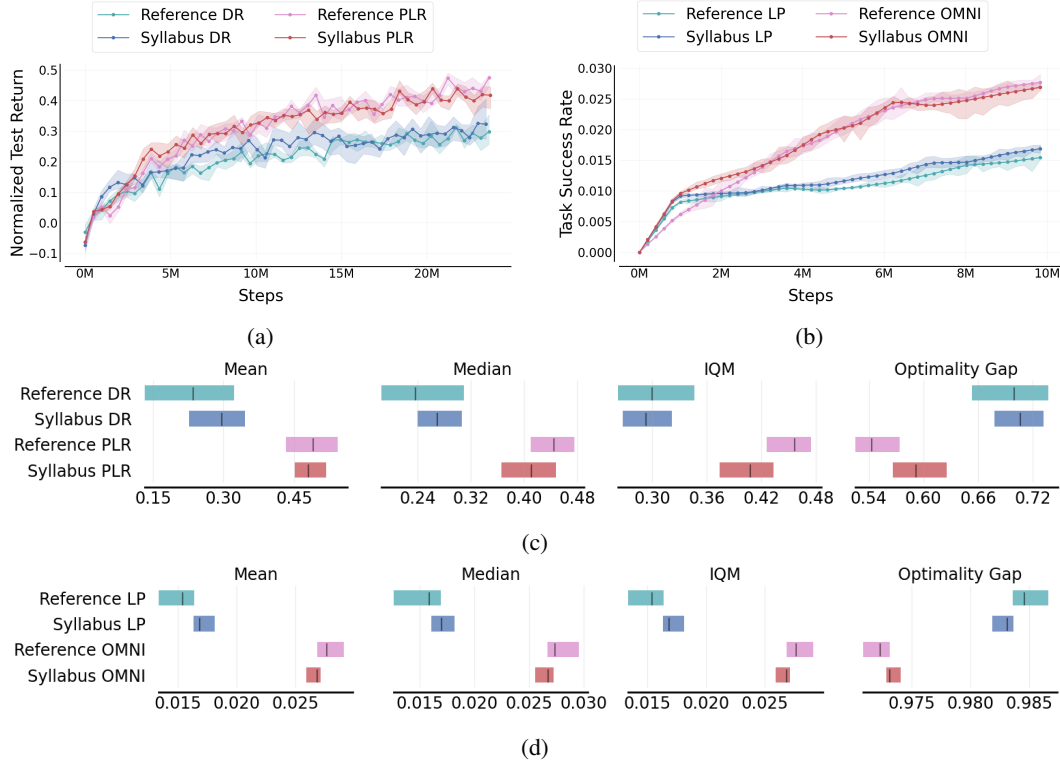 Reference DR Reference PLR
Syllabus DR Syllabus PLR
Normalized Test Return
0.5
0.4
0.3
0.2
0.1
0.0
−0.1
0M 5M 10M 15M 20M
Steps
(a)
Reference LP Reference OMNI
Syllabus LP Syllabus OMNI
Task Success Rate
0.030
0.025
0.020
0.015
0.010
0.005
0.000
0M 2M 4M 6M 8M 10M
Steps
(b)
Mean Median IQM Optimality Gap
Reference DR
Syllabus DR
Reference PLR
Syllabus PLR
0.15 0.30 0.45 0.24 0.32 0.40 0.48 0.30 0.36 0.42 0.48 0.54 0.60 0.66 0.72
(c)
Mean Median IQM Optimality Gap
Reference LP
Syllabus LP
Reference OMNI
Syllabus OMNI
0.015 0.020 0.025 0.015 0.020 0.025 0.030 0.015 0.020 0.025 0.975 0.980 0.985
(d)